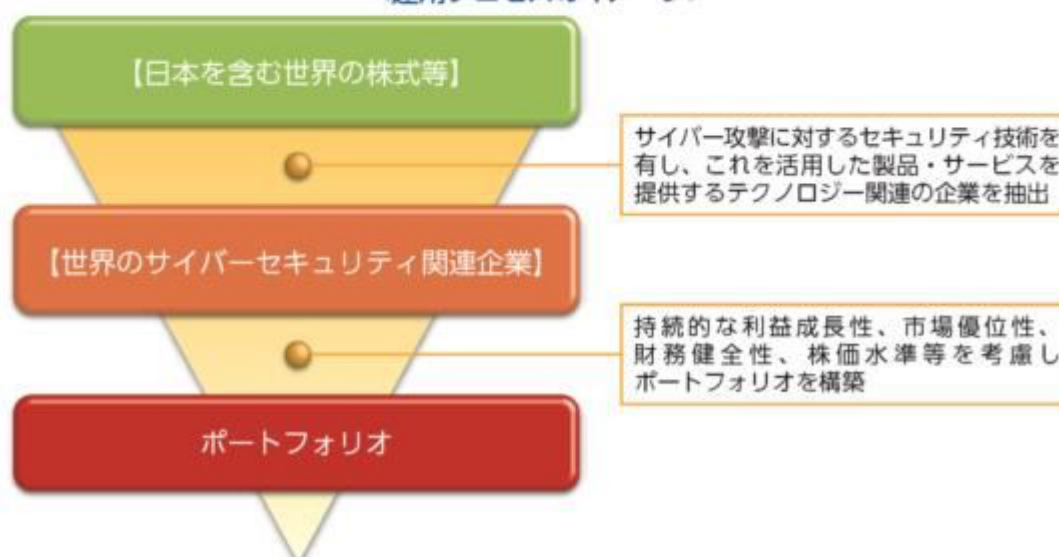 【日本を含む世界の株式等】
サイバー攻撃に対するセキュリティ技術を
有し、これを活用した製品・サービスを
提供するテクノロジー関連の企業を抽出
【世界のサイバーセキュリティ関連企業】
持続的な利益成長性、市場優位性、
財務健全性、株価水準等を考慮し
ポートフォリオを構築
ポートフォリオ